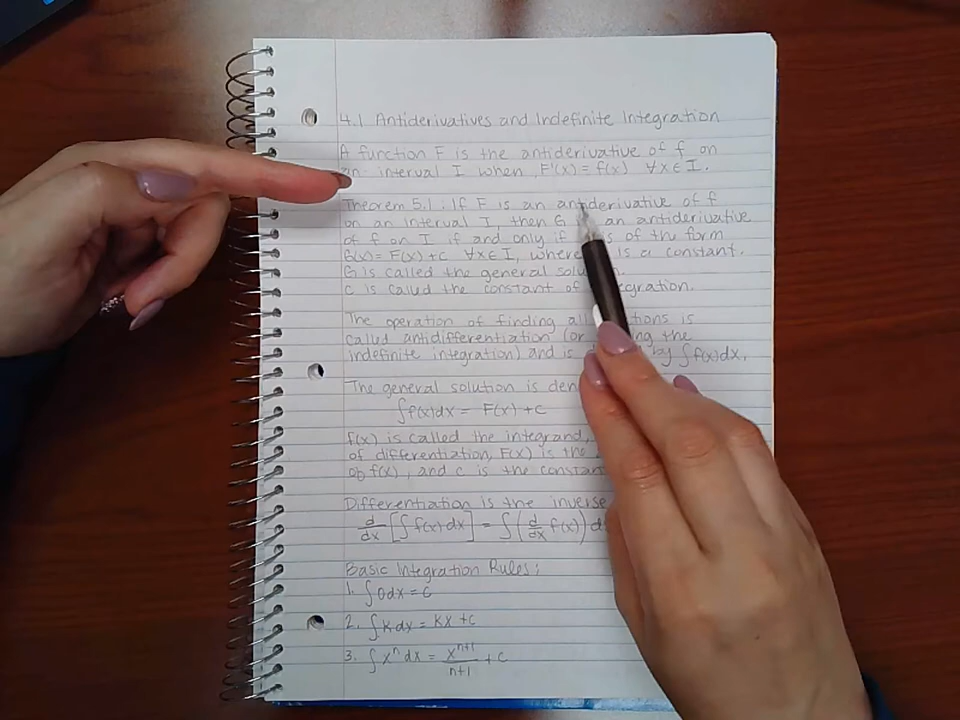 4.1 Antiderivatives and Indefinite Integration
A function F is the antiderivative of f on
an interval I when F'(x) = f(x) ∀x∈I.
Theorem 5.1: If F is an antiderivative of f
on an interval I, then G an antiderivative
of f on I if and only if is of the form
G(x) = F(x) + C ∀x∈I, where is a constant.
G is called the general
C is called the constant of
The operation of finding all is
called antidifferentiation (or the
indefinite integration) and is by ∫f(x)dx.
The general solution is
∫f(x)dx = F(x) + C
f(x) is called the integrand,
of differentiation, F(x) is the
of f(x), and c is the constant
Differentiation is the inverse
d/dx [∫f(x)dx] = ∫(d/dx f(x))
Basic Integration Rules:
1. ∫0dx = C
2. ∫Kdx = KX + C
3. ∫xⁿ dx = xⁿ⁺¹/n+1 + C